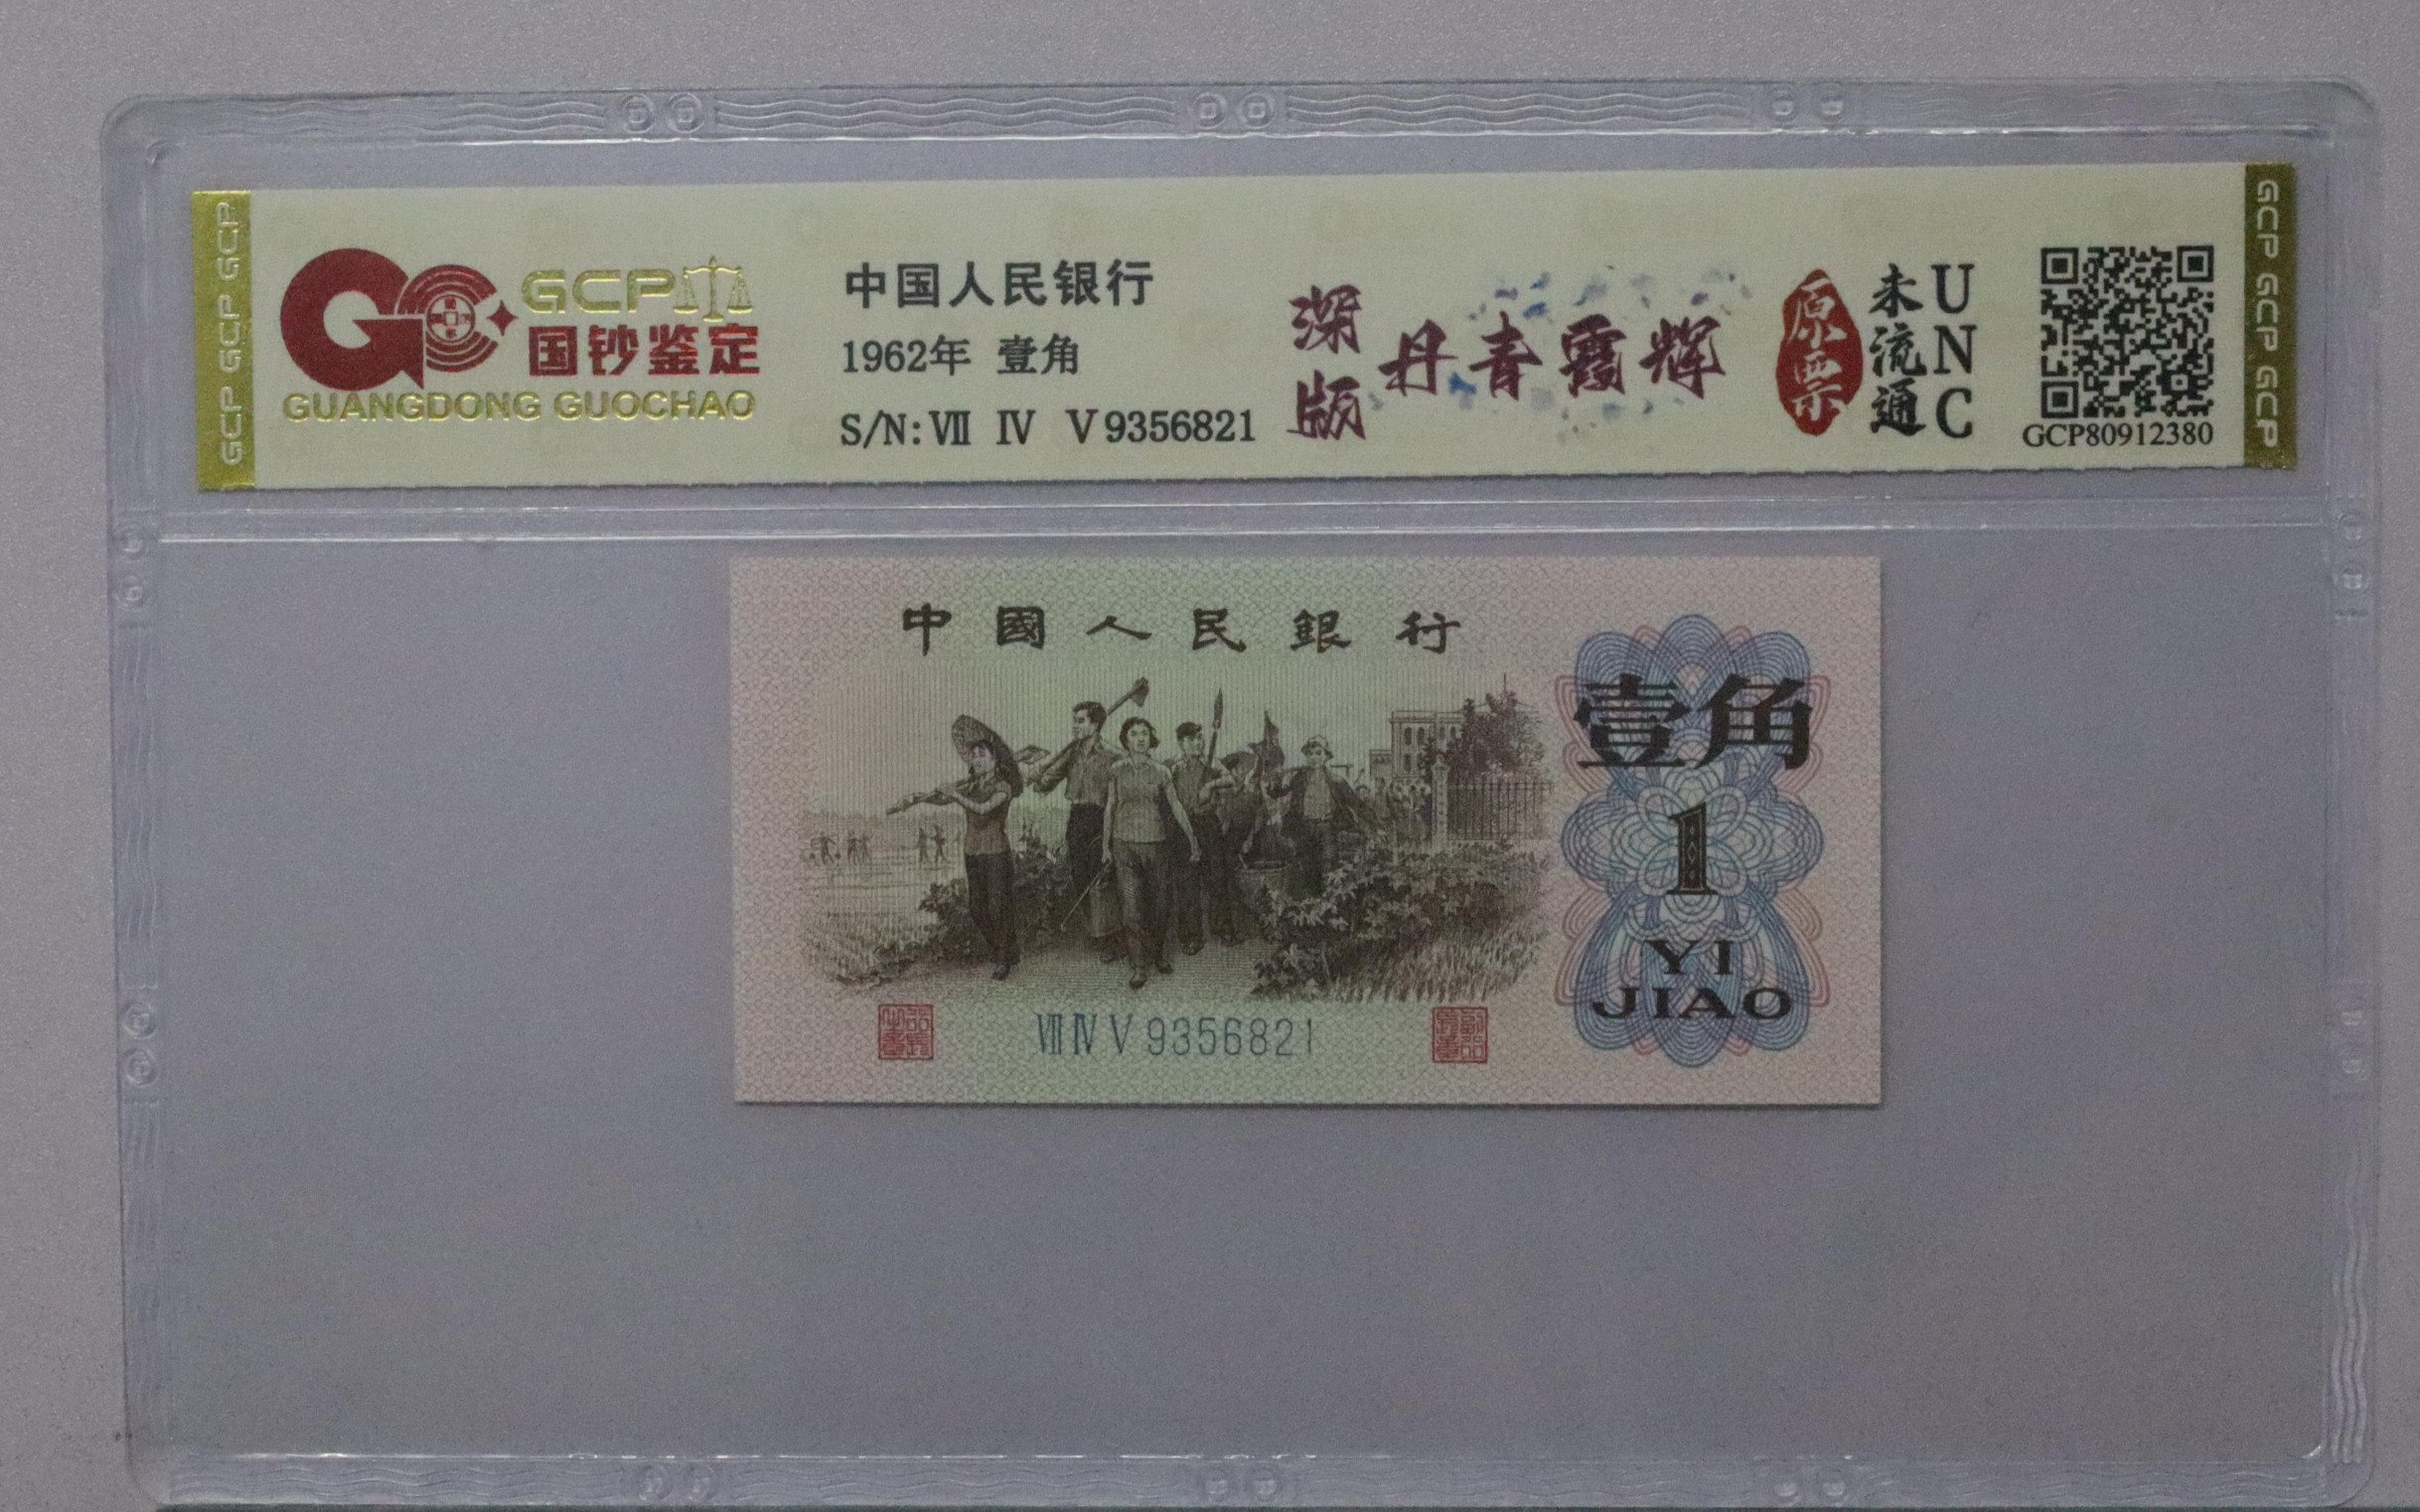 GCP GCP GCP
GCP
国钞鉴定
GUANGDONG GUOCHAO
中国人民银行
1962年 壹角
S/N: Ⅶ Ⅳ Ⅴ 9356821
深版
丹青霞辉
原票
未流通
UNC
GCP80912380
GCP GCP GCP
中國人民銀行
壹角
1
YI
JIAO
Ⅷ Ⅳ Ⅴ 9356821